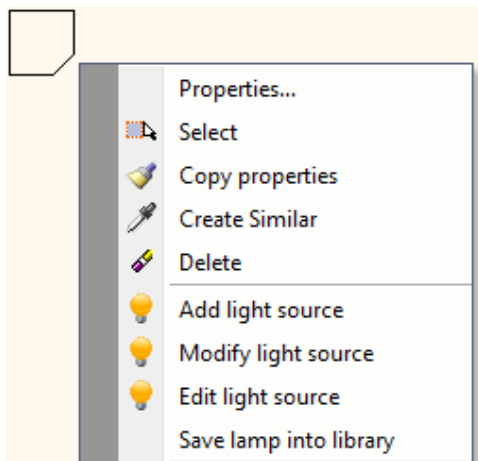 Properties...
Select
Copy properties
Create Similar
Delete
Add light source
Modify light source
Edit light source
Save lamp into library